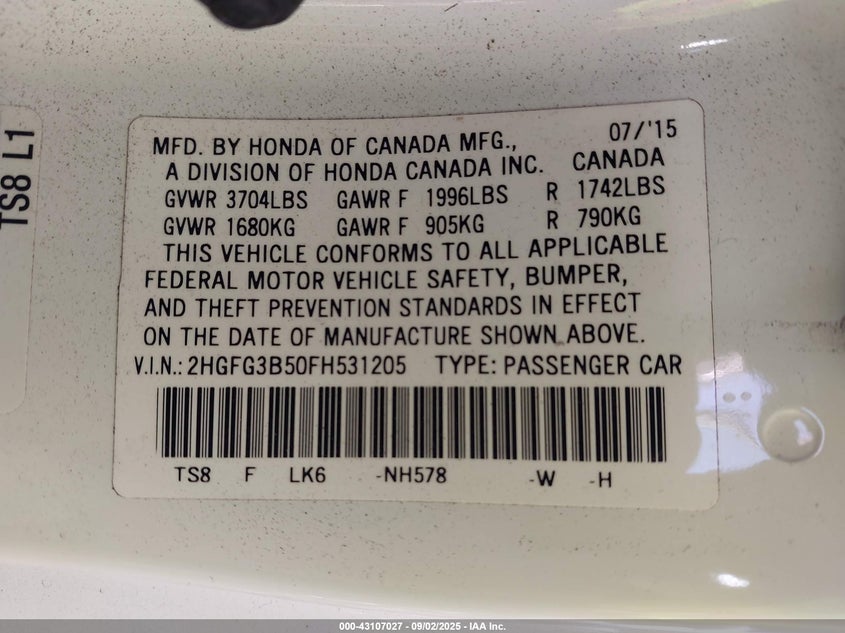 TS8 L1
MFD. BY HONDA OF CANADA MFG., 07/'15
A DIVISION OF HONDA CANADA INC. CANADA
GVWR 3704LBS GAWR F 1996LBS R 1742LBS
GVWR 1680KG GAWR F 905KG R 790KG
THIS VEHICLE CONFORMS TO ALL APPLICABLE
FEDERAL MOTOR VEHICLE SAFETY, BUMPER,
AND THEFT PREVENTION STANDARDS IN EFFECT
ON THE DATE OF MANUFACTURE SHOWN ABOVE.
V.I.N.: 2HGFG3B50FH531205 TYPE: PASSENGER CAR
TS8 F LK6 -NH578 -W -H
000-43107027 - 09/02/2025 - IAA Inc.